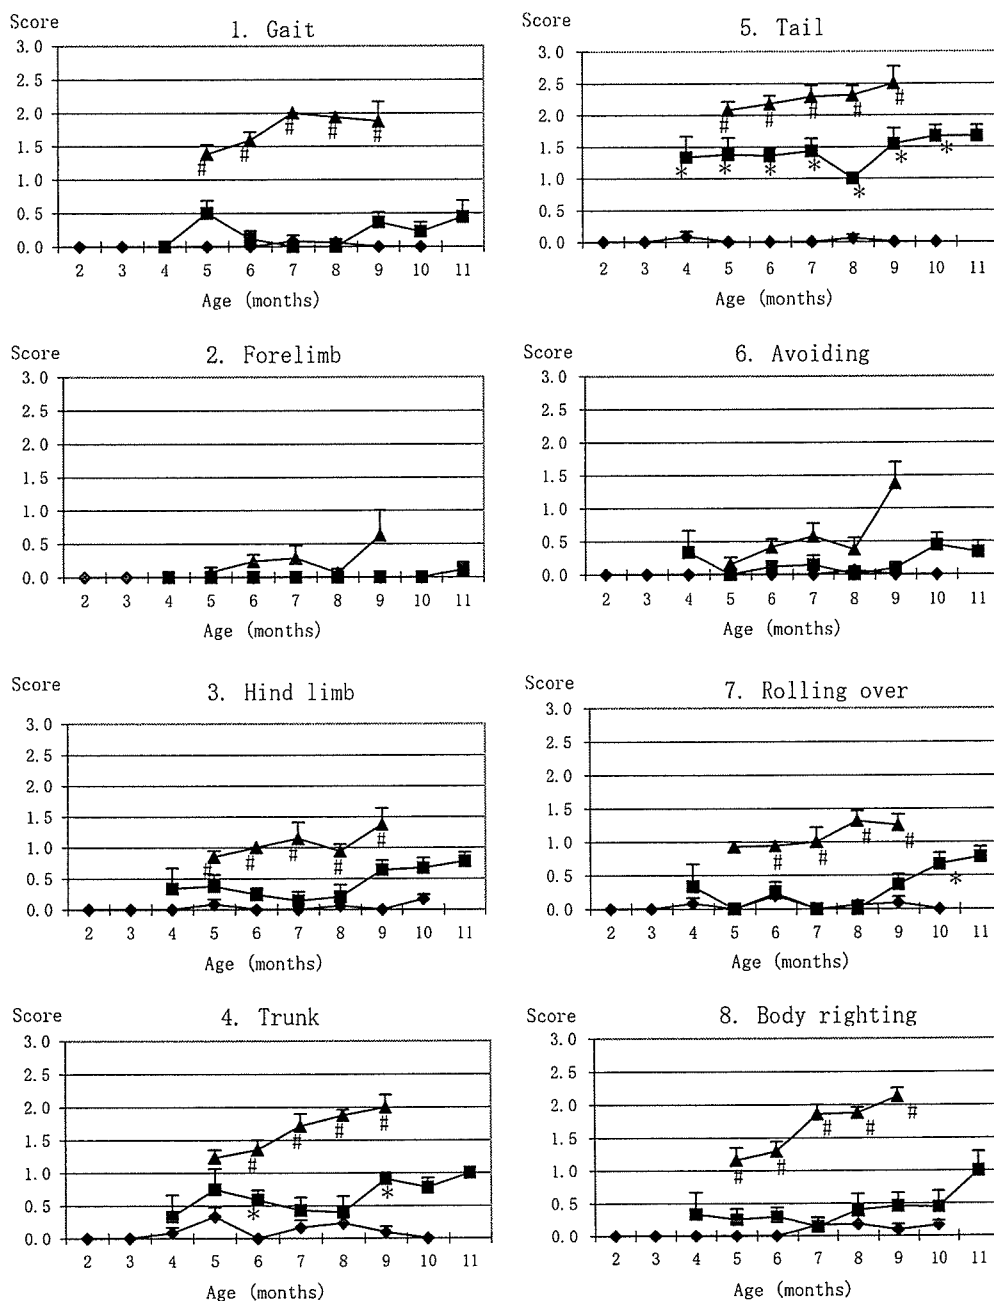 Score
1. Gait
3.0
2.5
2.0
1.5
1.0
0.5
0.0
# # # # #
2 3 4 5 6 7 8 9 10 11
Age (months)
Score
2. Forelimb
3.0
2.5
2.0
1.5
1.0
0.5
0.0
2 3 4 5 6 7 8 9 10 11
Age (months)
Score
3. Hind limb
3.0
2.5
2.0
1.5
1.0
0.5
0.0
# # # # #
2 3 4 5 6 7 8 9 10 11
Age (months)
Score
4. Trunk
3.0
2.5
2.0
1.5
1.0
0.5
0.0
# # # #
* *
2 3 4 5 6 7 8 9 10 11
Age (months)
Score
5. Tail
3.0
2.5
2.0
1.5
1.0
0.5
0.0
# # # # #
* * * * * * *
2 3 4 5 6 7 8 9 10 11
Age (months)
Score
6. Avoiding
3.0
2.5
2.0
1.5
1.0
0.5
0.0
2 3 4 5 6 7 8 9 10 11
Age (months)
Score
7. Rolling over
3.0
2.5
2.0
1.5
1.0
0.5
0.0
# # # #
*
2 3 4 5 6 7 8 9 10 11
Age (months)
Score
8. Body righting
3.0
2.5
2.0
1.5
1.0
0.5
0.0
# # # # #
2 3 4 5 6 7 8 9 10 11
Age (months)